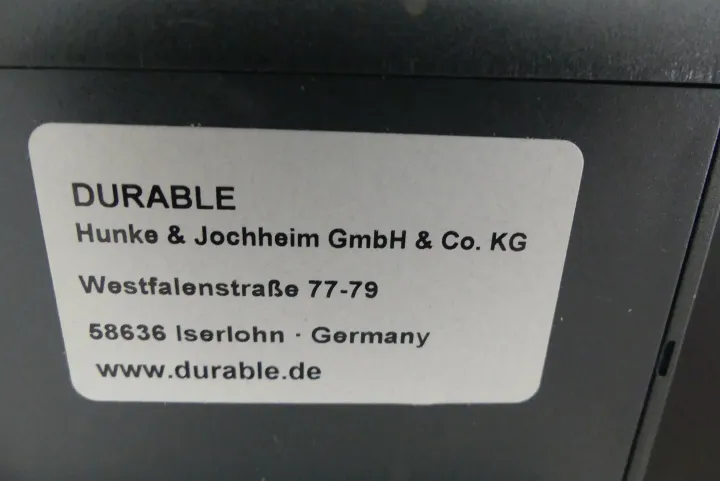 DURABLE
Hunke & Jochheim GmbH & Co. KG
Westfalenstraße 77-79
58636 Iserlohn · Germany
www.durable.de